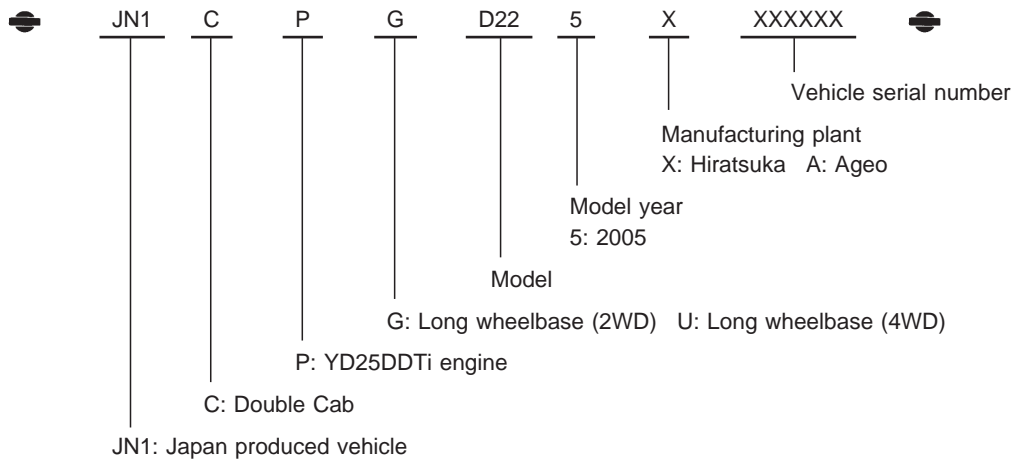 JN1 C P G D22 5 X XXXXXX
Vehicle serial number
Manufacturing plant
X: Hiratsuka A: Ageo
Model year
5: 2005
Model
G: Long wheelbase (2WD) U: Long wheelbase (4WD)
P: YD25DDTi engine
C: Double Cab
JN1: Japan produced vehicle